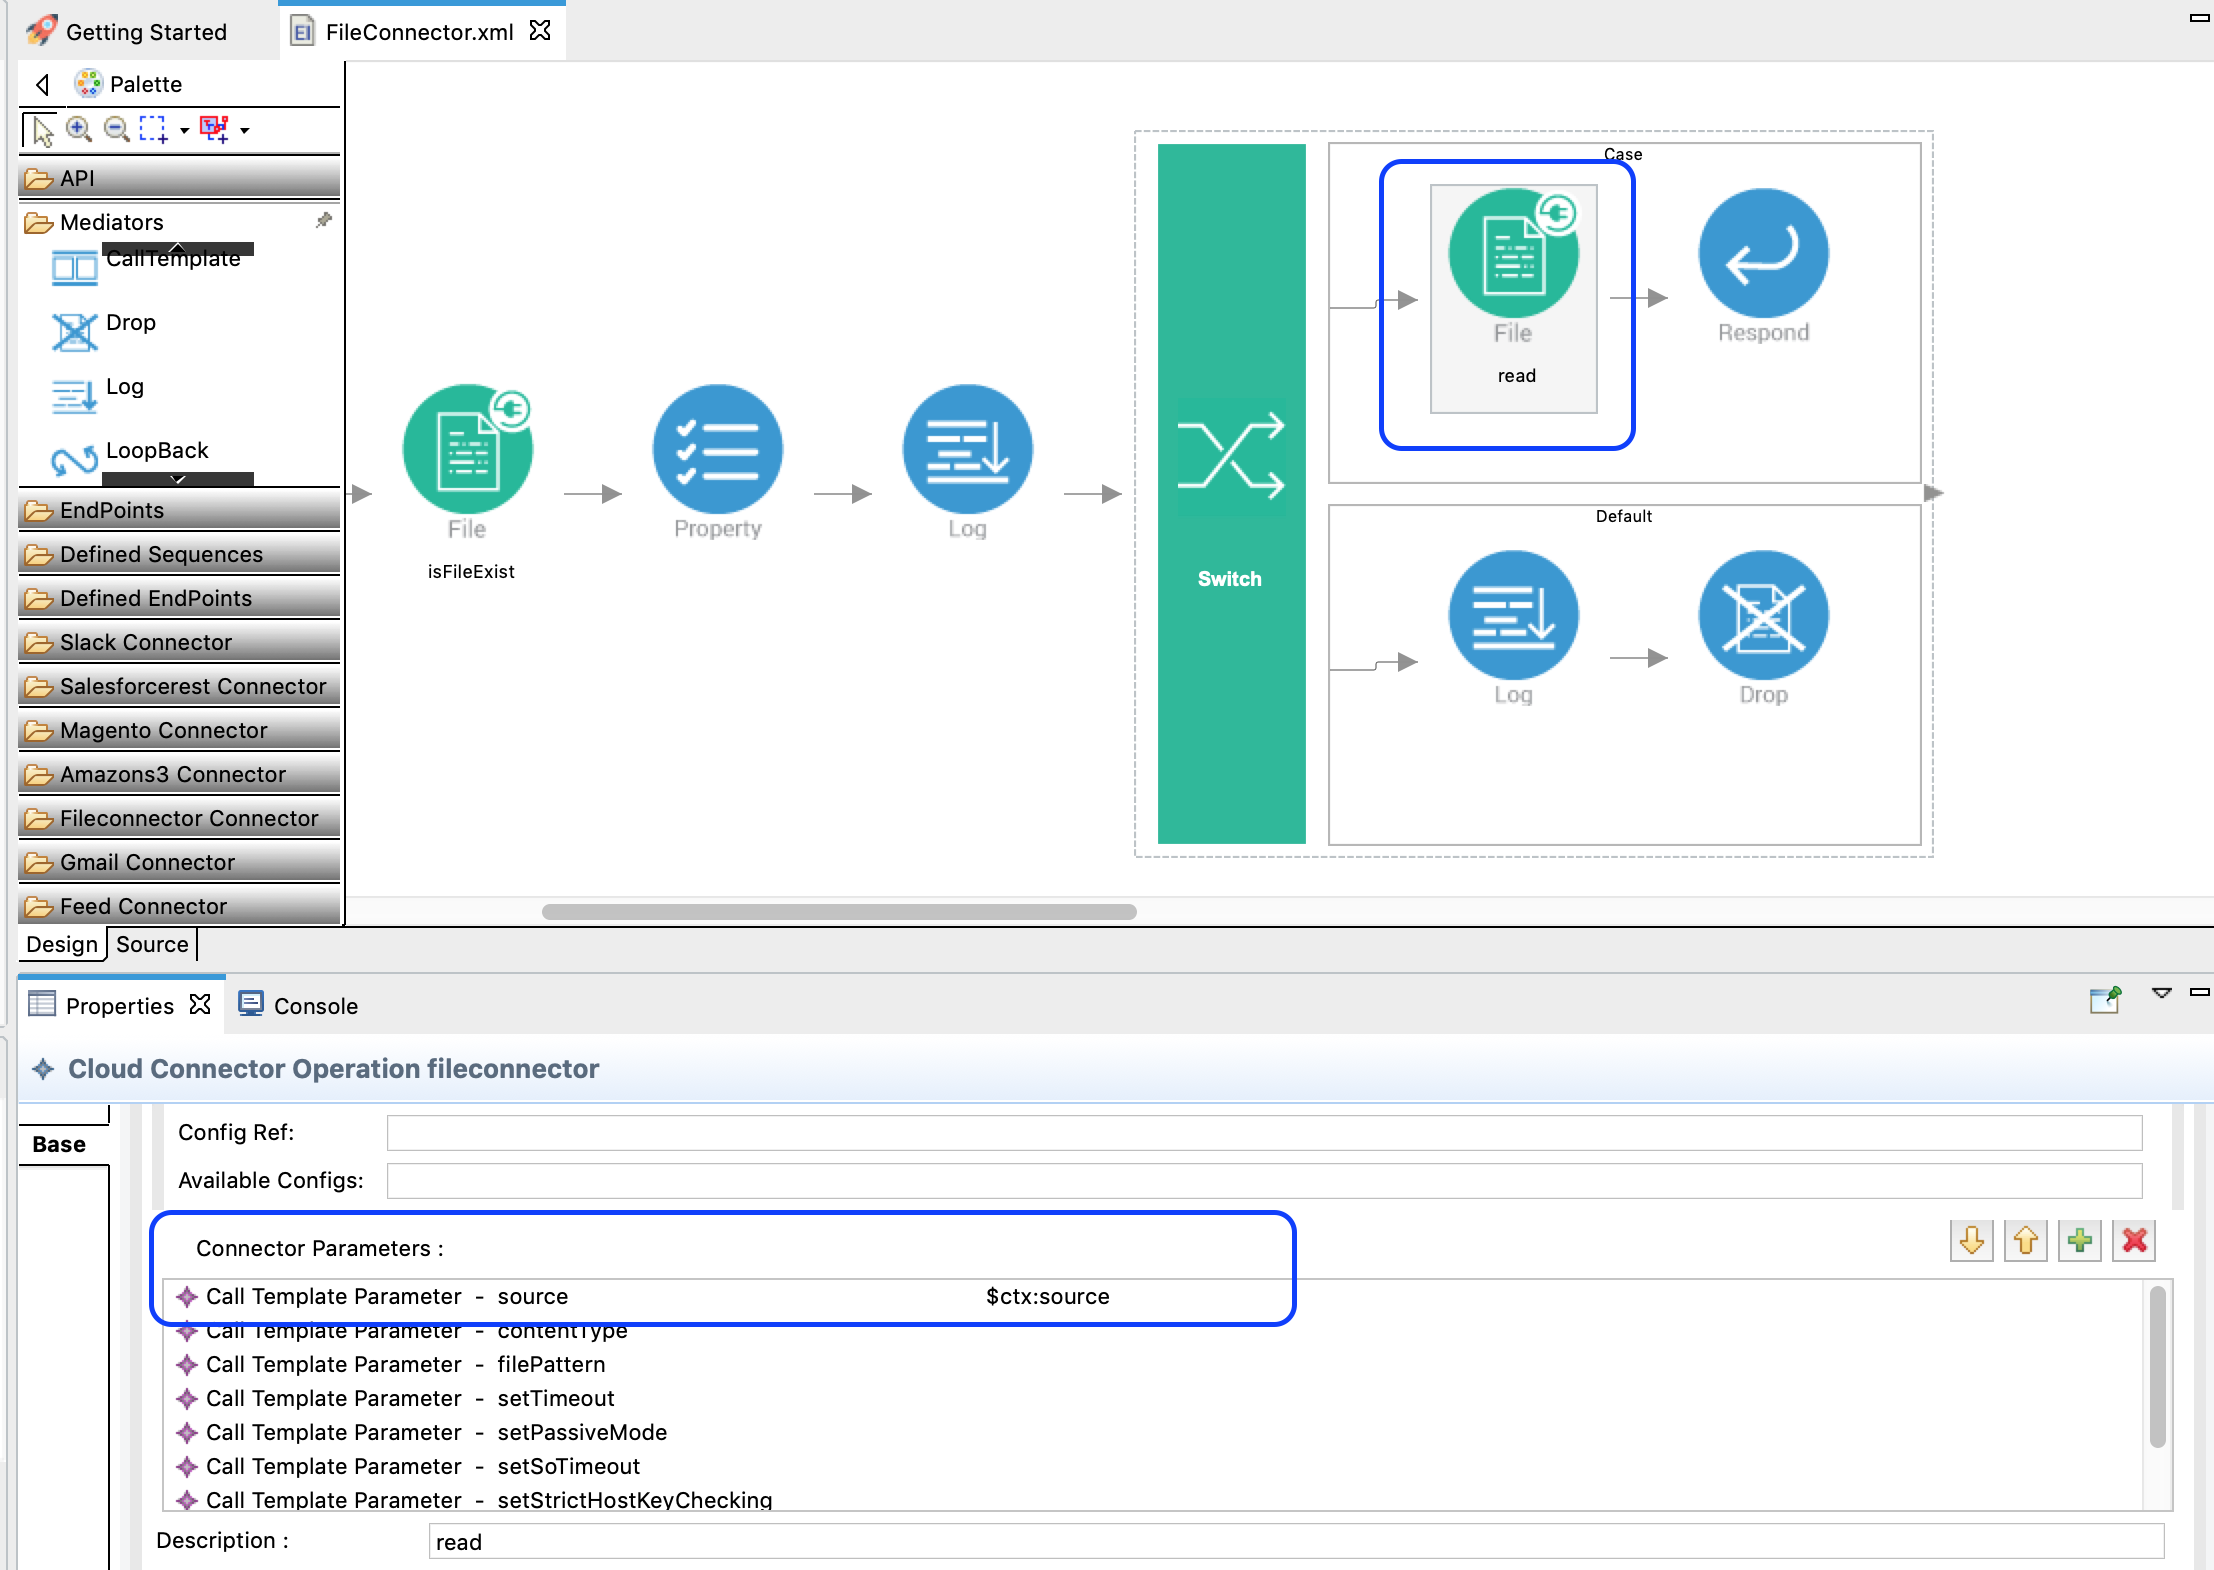 Getting Started
EI
FileConnector.xml
Palette
API
Mediators
CallTemplate
Drop
Log
LoopBack
EndPoints
Defined Sequences
Defined EndPoints
Slack Connector
Salesforcerest Connector
Magento Connector
Amazons3 Connector
Fileconnector Connector
Gmail Connector
Feed Connector
File
isFileExist
Property
Log
Switch
Case
File
read
Respond
Default
Log
Drop
Design
Source
Properties
Console
Cloud Connector Operation fileconnector
Base
Config Ref:
Available Configs:
Connector Parameters :
Call Template Parameter - source $ctx:source
Call Template Parameter - contentType
Call Template Parameter - filePattern
Call Template Parameter - setTimeout
Call Template Parameter - setPassiveMode
Call Template Parameter - setSoTimeout
Call Template Parameter - setStrictHostKeyChecking
Description : read